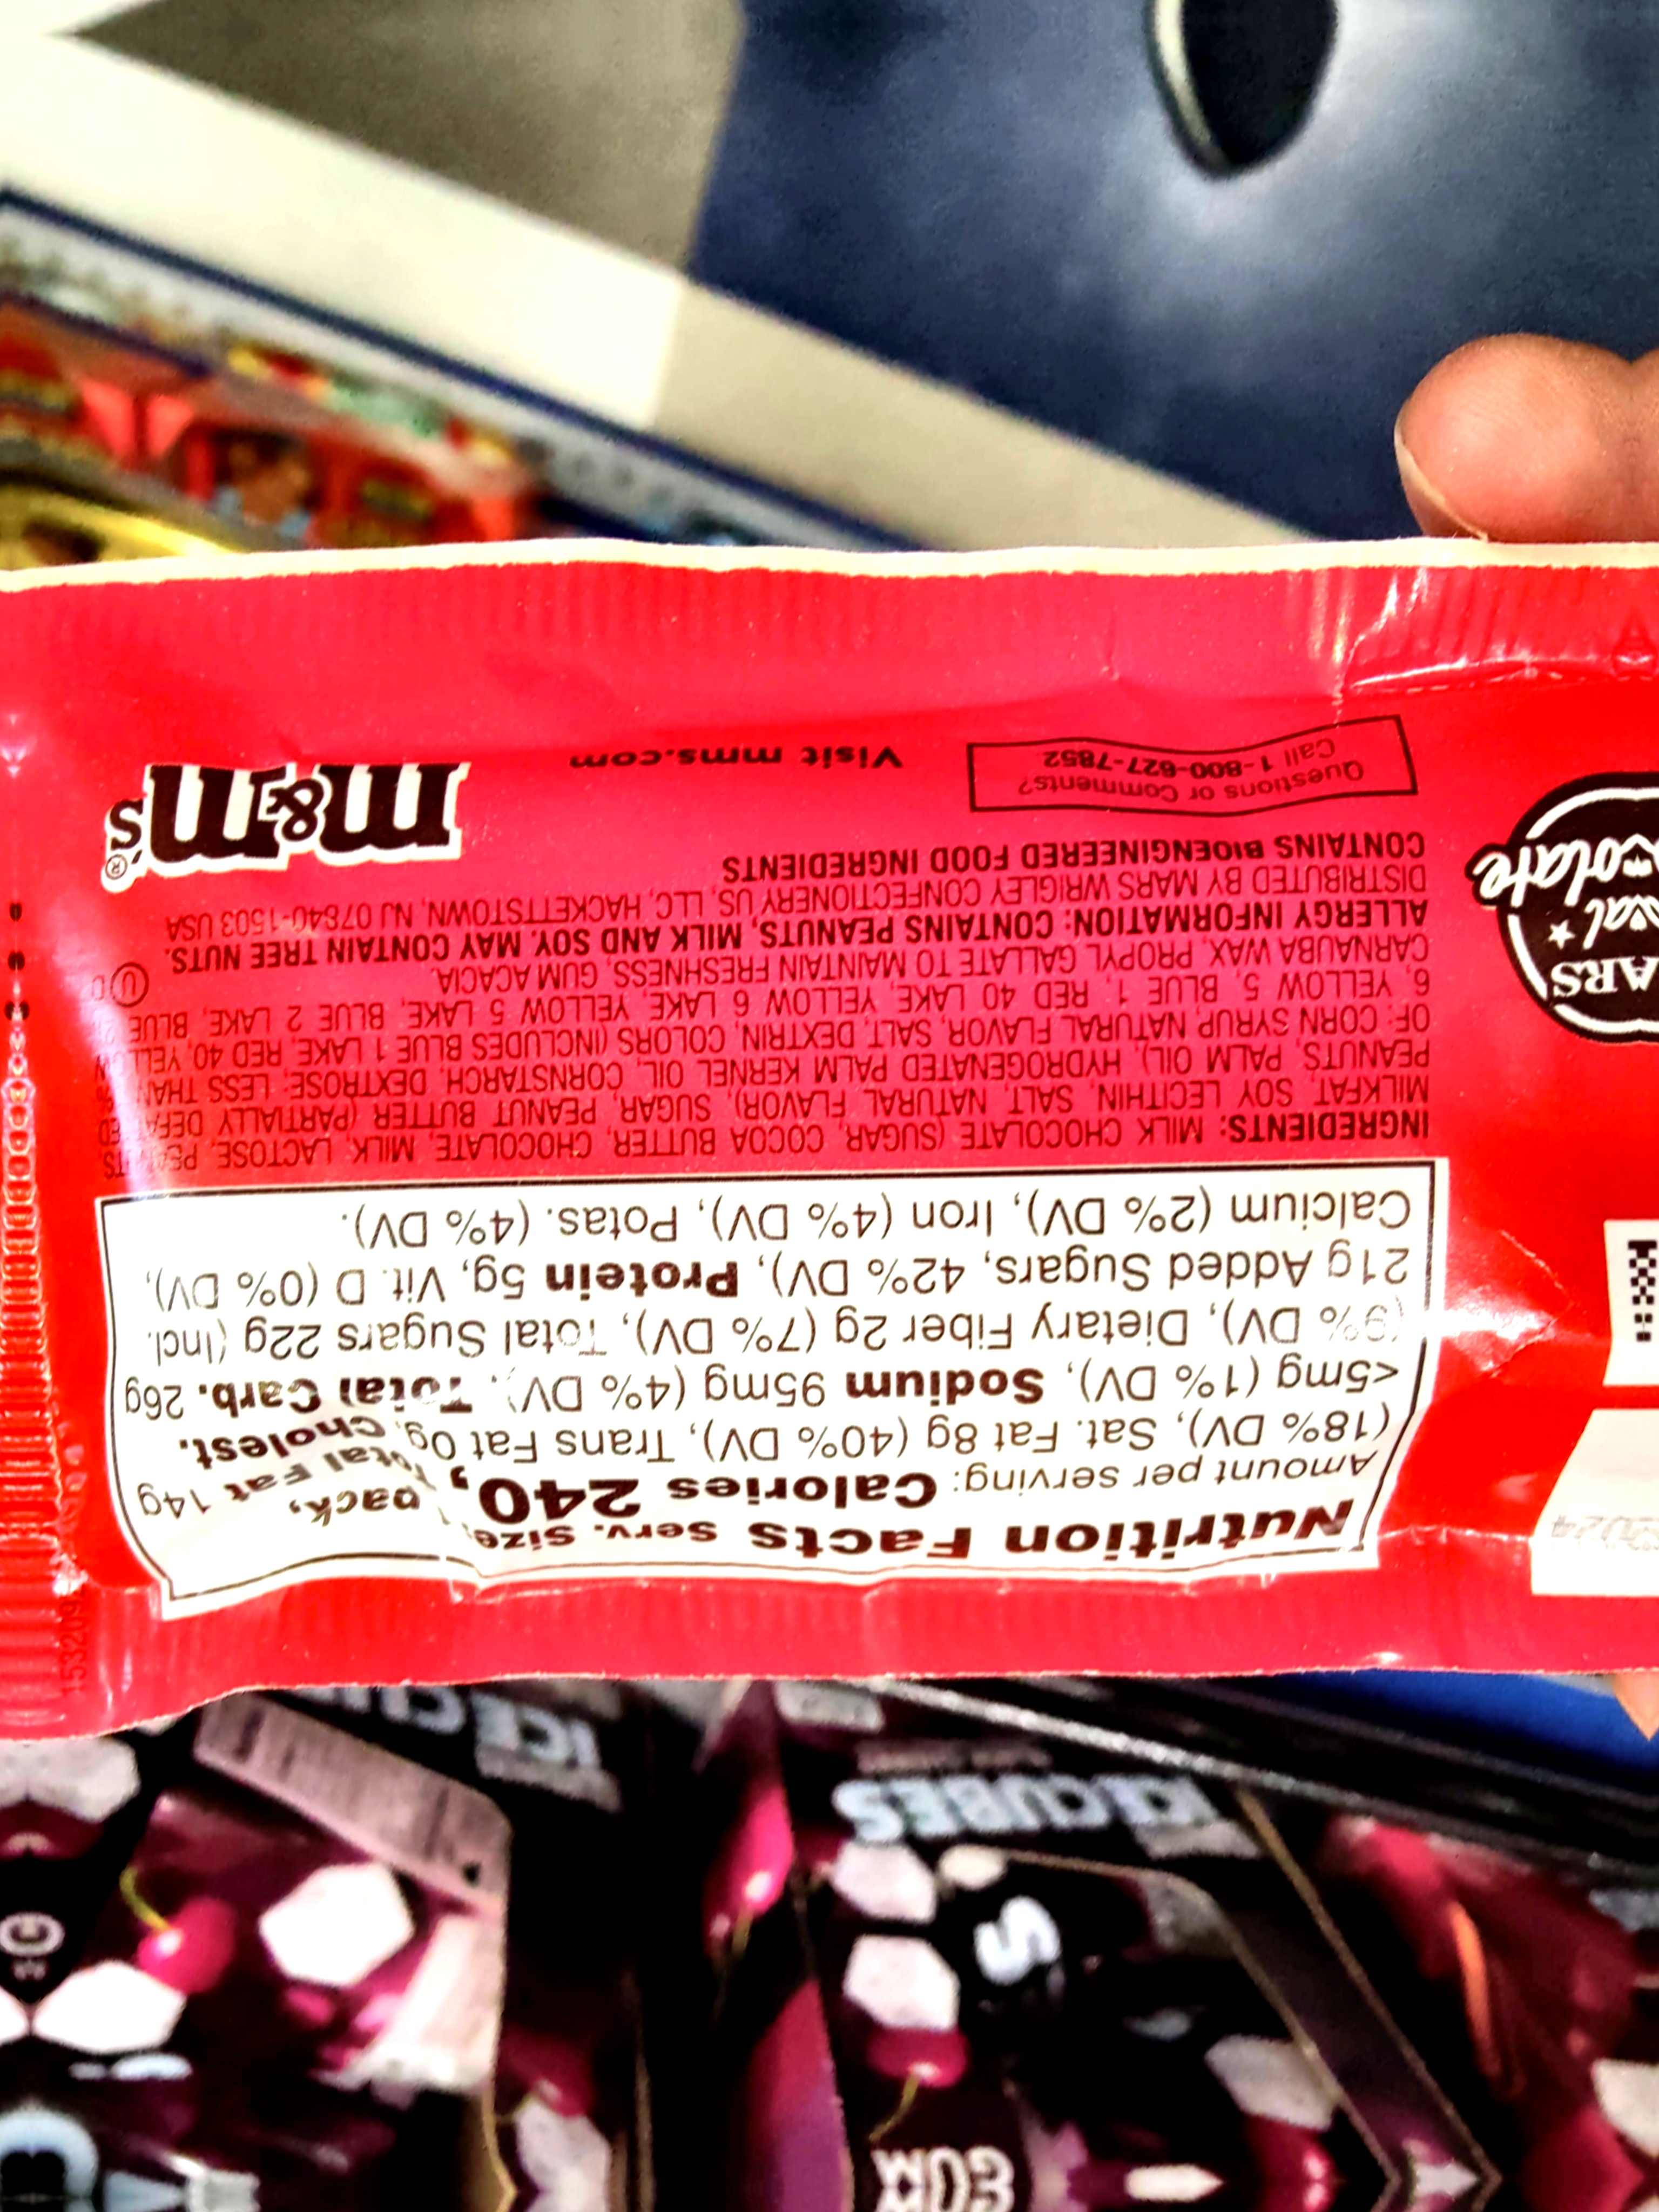 Nutrition Facts Serv. size: 1 pack,
Amount per serving: Calories 240, Total Fat 14g
(18% DV), Sat. Fat 8g (40% DV), Trans Fat 0g, Cholest.
<5mg (1% DV), Sodium 95mg (4% DV), Total Carb. 26g
(9% DV), Dietary Fiber 2g (7% DV), Total Sugars 22g (Incl.
21g Added Sugars, 42% DV), Protein 5g, Vit. D (0% DV),
Calcium (2% DV), Iron (4% DV), Potas. (4% DV).
INGREDIENTS: MILK CHOCOLATE (SUGAR, COCOA BUTTER, CHOCOLATE, MILK, LACTOSE, PEANUTS
MILKFAT, SOY LECITHIN, SALT, NATURAL FLAVOR), SUGAR, PEANUT BUTTER (PARTIALLY DEFATTED
PEANUTS, PALM OIL), HYDROGENATED PALM KERNEL OIL, CORNSTARCH, DEXTROSE; LESS THAN
OF: CORN SYRUP, NATURAL FLAVOR, SALT, DEXTRIN, COLORS (INCLUDES BLUE 1 LAKE, RED 40, YELLOW
6, YELLOW 5, BLUE 1, RED 40 LAKE, YELLOW 6 LAKE, YELLOW 5 LAKE, BLUE 2 LAKE, BLUE
CARNAUBA WAX, PROPYL GALLATE TO MAINTAIN FRESHNESS, GUM ACACIA.
ALLERGY INFORMATION: CONTAINS PEANUTS, MILK AND SOY. MAY CONTAIN TREE NUTS.
U D
DISTRIBUTED BY MARS WRIGLEY CONFECTIONERY US, LLC, HACKETTSTOWN, NJ 07840-1503 USA
CONTAINS BIOENGINEERED FOOD INGREDIENTS
Questions or Comments?
Call 1-800-627-7852
Visit mms.com
m&m's®
ICE CUBES
GUM